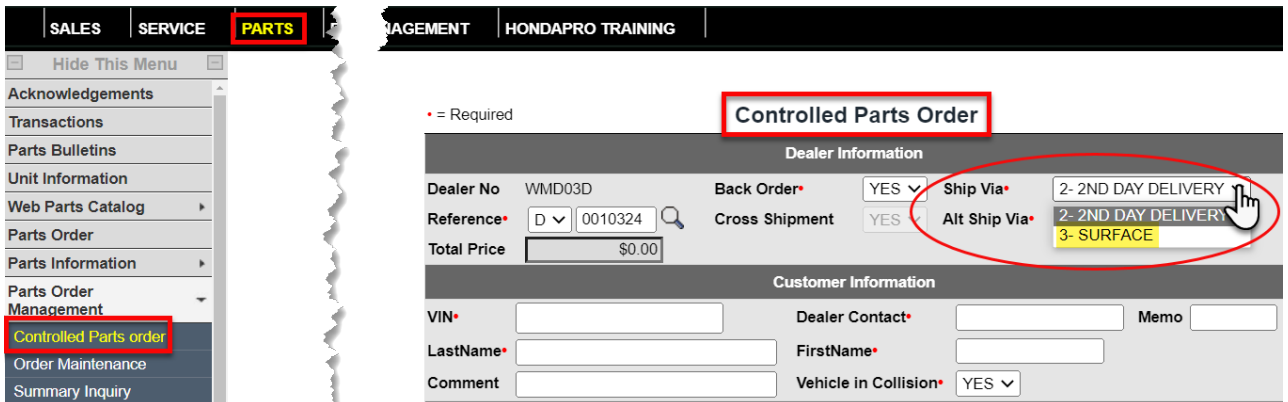 SALES SERVICE PARTS
AGEMENT HONDAPRO TRAINING
Hide This Menu
Acknowledgements
Transactions
Parts Bulletins
Unit Information
Web Parts Catalog
Parts Order
Parts Information
Parts Order
Management
Controlled Parts order
Order Maintenance
Summary Inquiry
• = Required
Controlled Parts Order
Dealer Information
Dealer No WMD03D Back Order• YES Ship Via• 2- 2ND DAY DELIVERY
Reference• D 0010324 Cross Shipment YES Alt Ship Via• 2- 2ND DAY DELIVERY
3- SURFACE
Total Price $0.00
Customer Information
VIN• Dealer Contact• Memo
LastName• FirstName•
Comment Vehicle in Collision• YES